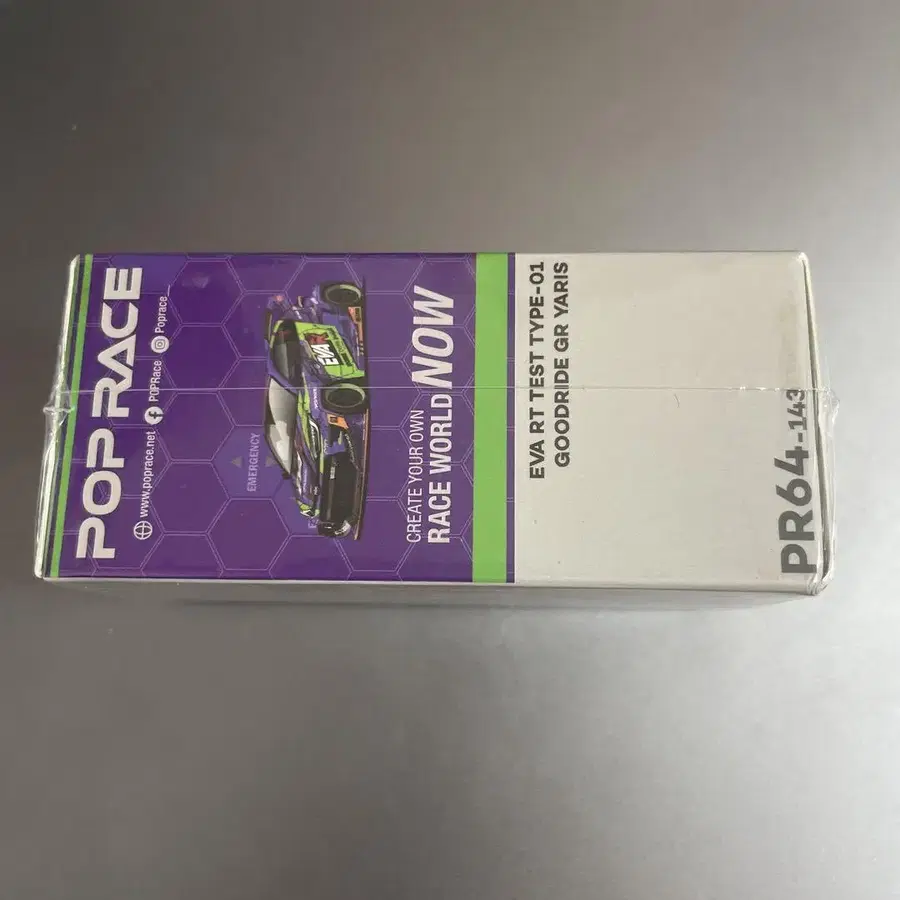 POP RACE
www.poprace.net POPRace Poprace
EMERGENCY
EVA
CREATE YOUR OWN
RACE WORLD NOW
EVA RT TEST TYPE-01
GOODRIDE GR YARIS
PR64-143